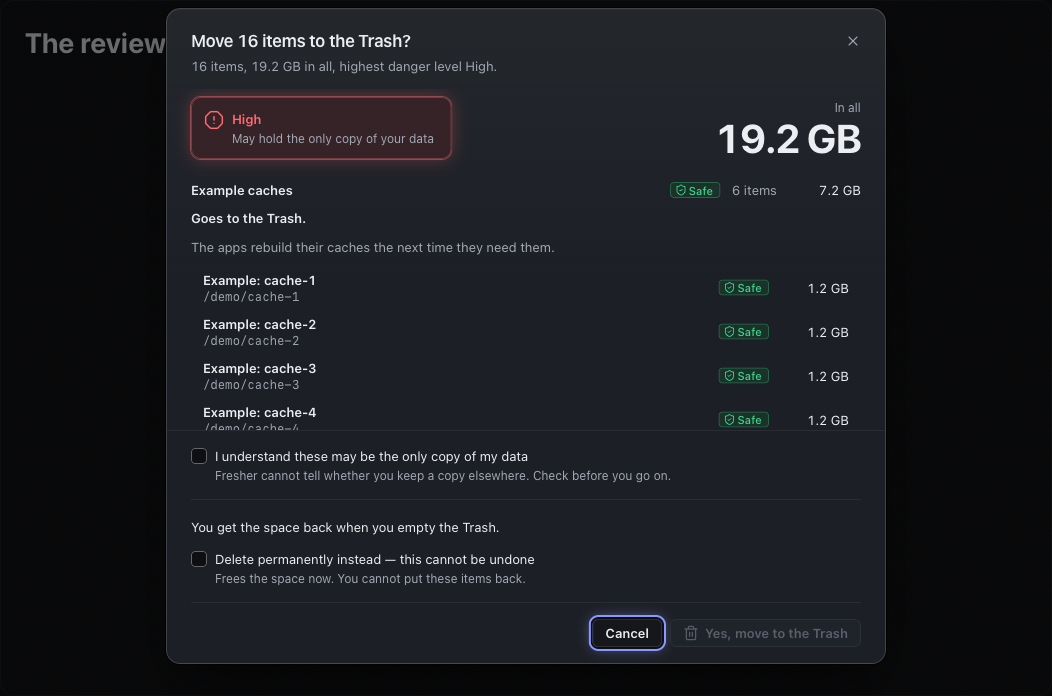 The review
Move 16 items to the Trash?
16 items, 19.2 GB in all, highest danger level High.
High
May hold the only copy of your data
In all
19.2 GB
Example caches Safe 6 items 7.2 GB
Goes to the Trash.
The apps rebuild their caches the next time they need them.
Example: cache-1 Safe 1.2 GB
/demo/cache-1
Example: cache-2 Safe 1.2 GB
/demo/cache-2
Example: cache-3 Safe 1.2 GB
/demo/cache-3
Example: cache-4 Safe 1.2 GB
/demo/cache-4
I understand these may be the only copy of my data
Fresher cannot tell whether you keep a copy elsewhere. Check before you go on.
You get the space back when you empty the Trash.
Delete permanently instead — this cannot be undone
Frees the space now. You cannot put these items back.
Cancel Yes, move to the Trash